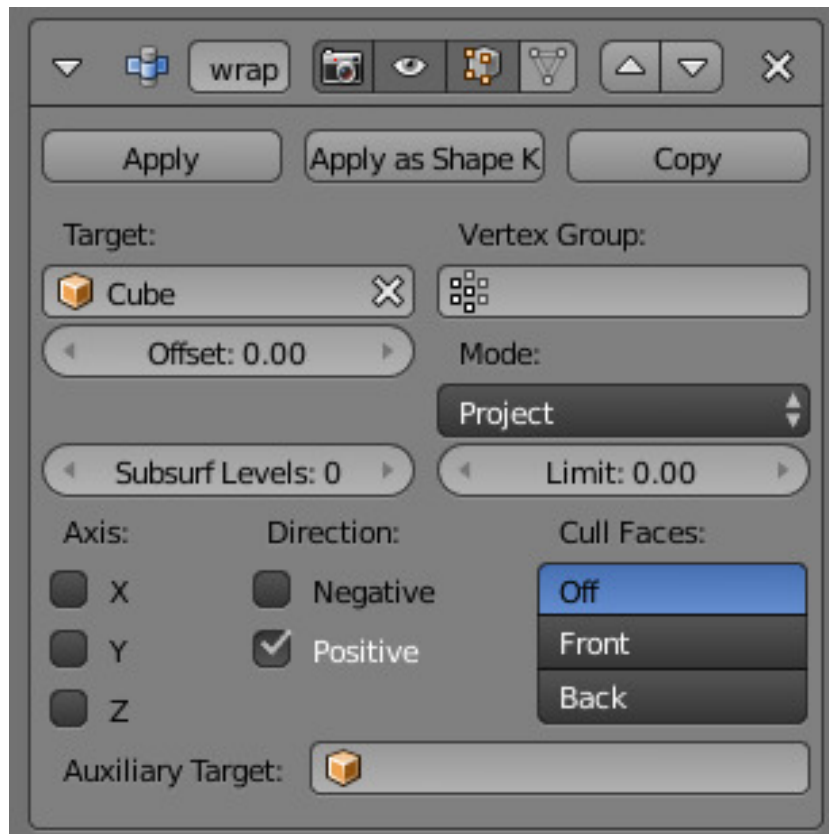 wrap
Apply
Apply as Shape K
Copy
Target:
Vertex Group:
Cube
Offset: 0.00
Mode:
Project
Subsurf Levels: 0
Limit: 0.00
Axis:
Direction:
Cull Faces:
X
Negative
Off
Y
Positive
Front
Z
Back
Auxiliary Target: